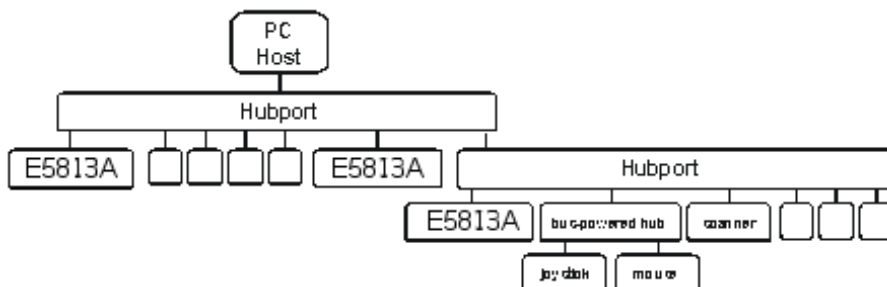 PC
Host
Hubport
E5813A
E5813A
Hubport
E5813A
bus-powered hub
scanner
joystick
mouse